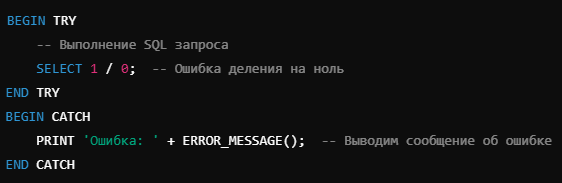 BEGIN TRY
-- Выполнение SQL запроса
SELECT 1 / 0; -- Ошибка деления на ноль
END TRY
BEGIN CATCH
PRINT 'Ошибка: ' + ERROR_MESSAGE(); -- Выводим сообщение об ошибке
END CATCH